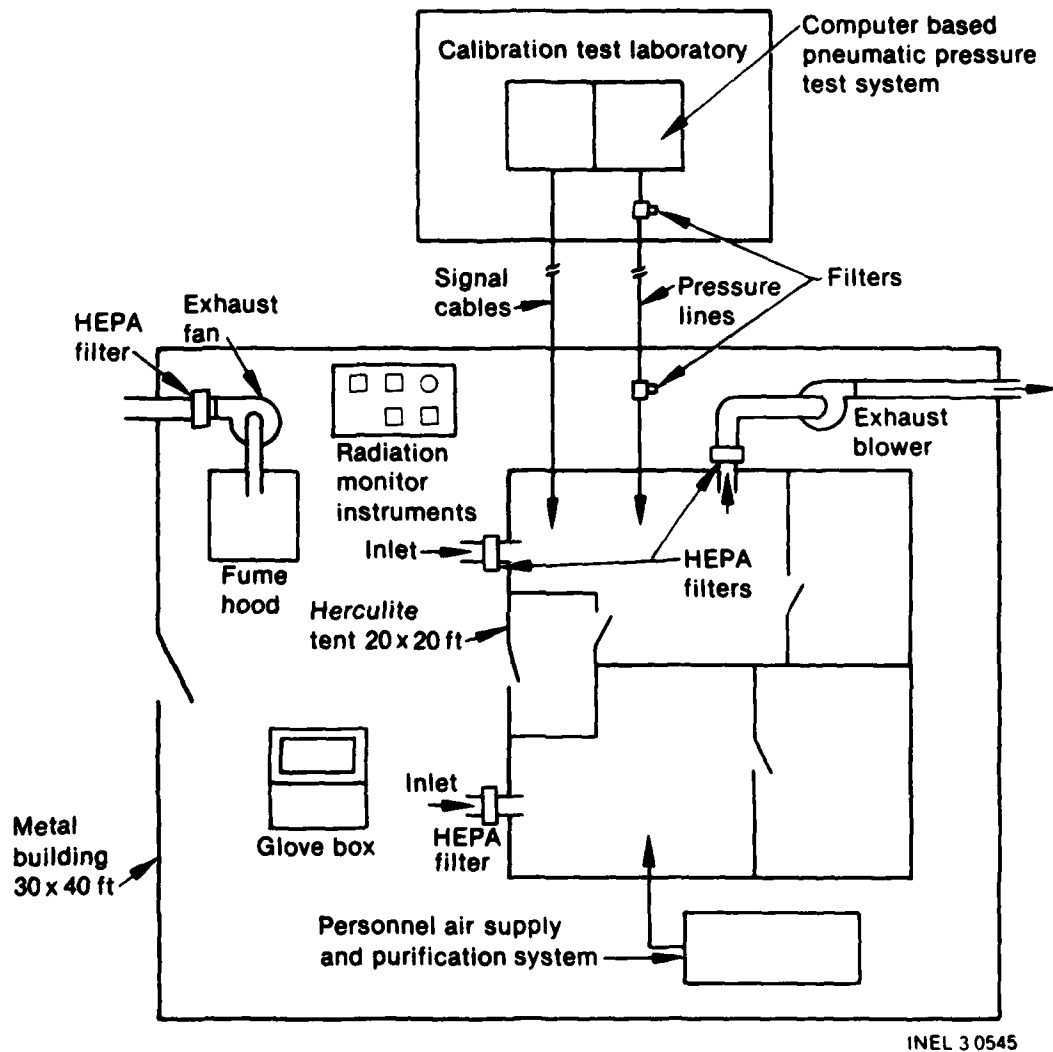 Calibration test laboratory
Computer based
pneumatic pressure
test system
Signal
cables
Pressure
lines
Filters
HEPA
filter
Exhaust
fan
Radiation
monitor
instruments
Exhaust
blower
Fume
hood
Inlet
HEPA
filters
Herculite
tent 20 x 20 ft
Inlet
HEPA
filter
Glove box
Metal
building
30 x 40 ft
Personnel air supply
and purification system
INEL 3 0545